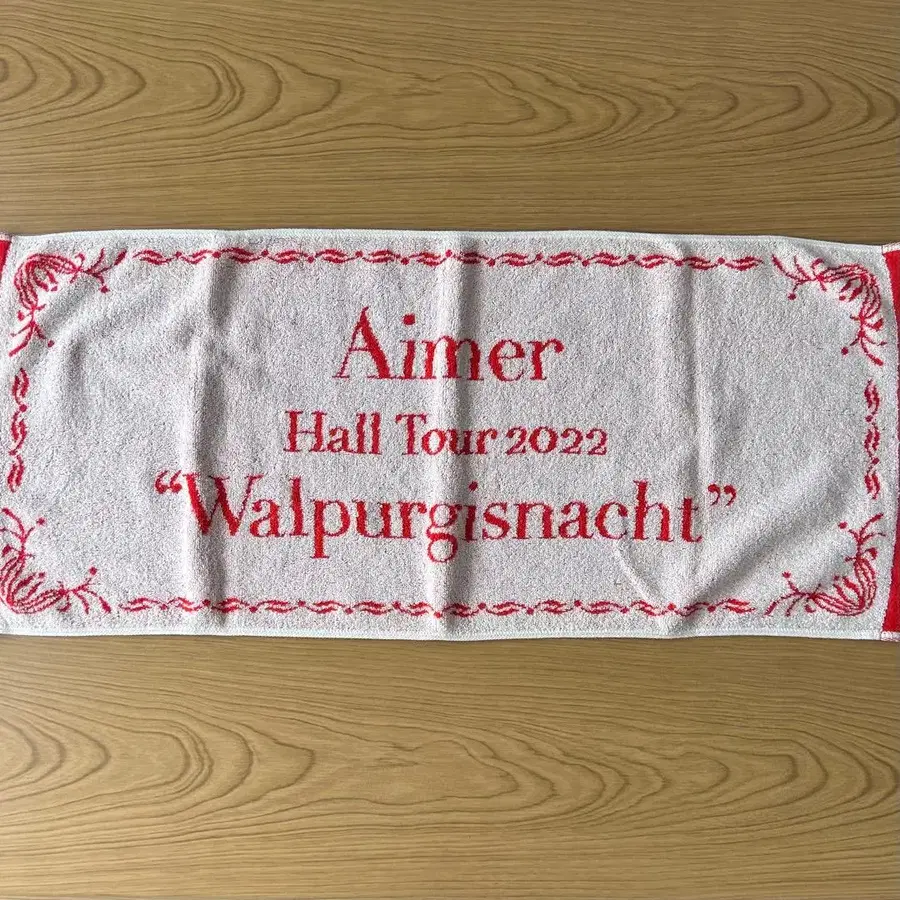 Aimer
Hall Tour 2022
“Walpurgisnacht”